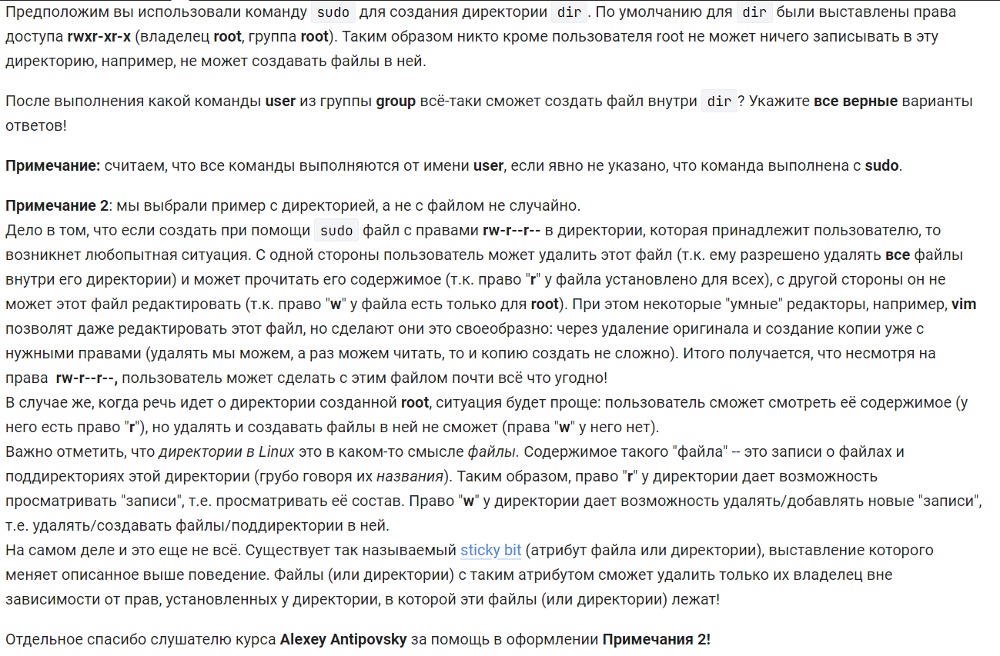 Предположим вы использовали команду sudo для создания директории dir. По умолчанию для dir были выставлены права
доступа rwxr-xr-x (владелец root, группа root). Таким образом никто кроме пользователя root не может ничего записывать в эту
директорию, например, не может создавать файлы в ней.
После выполнения какой команды user из группы group всё-таки сможет создать файл внутри dir? Укажите все верные варианты
ответов!
Примечание: считаем, что все команды выполняются от имени user, если явно не указано, что команда выполнена с sudo.
Примечание 2: мы выбрали пример с директорией, а не с файлом не случайно.
Дело в том, что если создать при помощи sudo файл с правами rw-r--r-- в директории, которая принадлежит пользователю, то
возникнет любопытная ситуация. С одной стороны пользователь может удалить этот файл (т.к. ему разрешено удалять все файлы
внутри его директории) и может прочитать его содержимое (т.к. право "r" у файла установлено для всех), с другой стороны он не
может этот файл редактировать (т.к. право "w" у файла есть только для root). При этом некоторые "умные" редакторы, например, vim
позволят даже редактировать этот файл, но сделают они это своеобразно: через удаление оригинала и создание копии уже с
нужными правами (удалять мы можем, а раз можем читать, то и копию создать не сложно). Итого получается, что несмотря на
права rw-r--r--, пользователь может сделать с этим файлом почти всё что угодно!
В случае же, когда речь идет о директории созданной root, ситуация будет проще: пользователь сможет смотреть её содержимое (у
него есть право "r"), но удалять и создавать файлы в ней не сможет (права "w" у него нет).
Важно отметить, что директории в Linux это в каком-то смысле файлы. Содержимое такого "файла" -- это записи о файлах и
поддиректориях этой директории (грубо говоря их названия). Таким образом, право "r" у директории дает возможность
просматривать "записи", т.е. просматривать её состав. Право "w" у директории дает возможность удалять/добавлять новые "записи",
т.е. удалять/создавать файлы/поддиректории в ней.
На самом деле и это еще не всё. Существует так называемый sticky bit (атрибут файла или директории), выставление которого
меняет описанное выше поведение. Файлы (или директории) с таким атрибутом сможет удалить только их владелец вне
зависимости от прав, установленных у директории, в которой эти файлы (или директории) лежат!
Отдельное спасибо слушателю курса Alexey Antipovsky за помощь в оформлении Примечания 2!